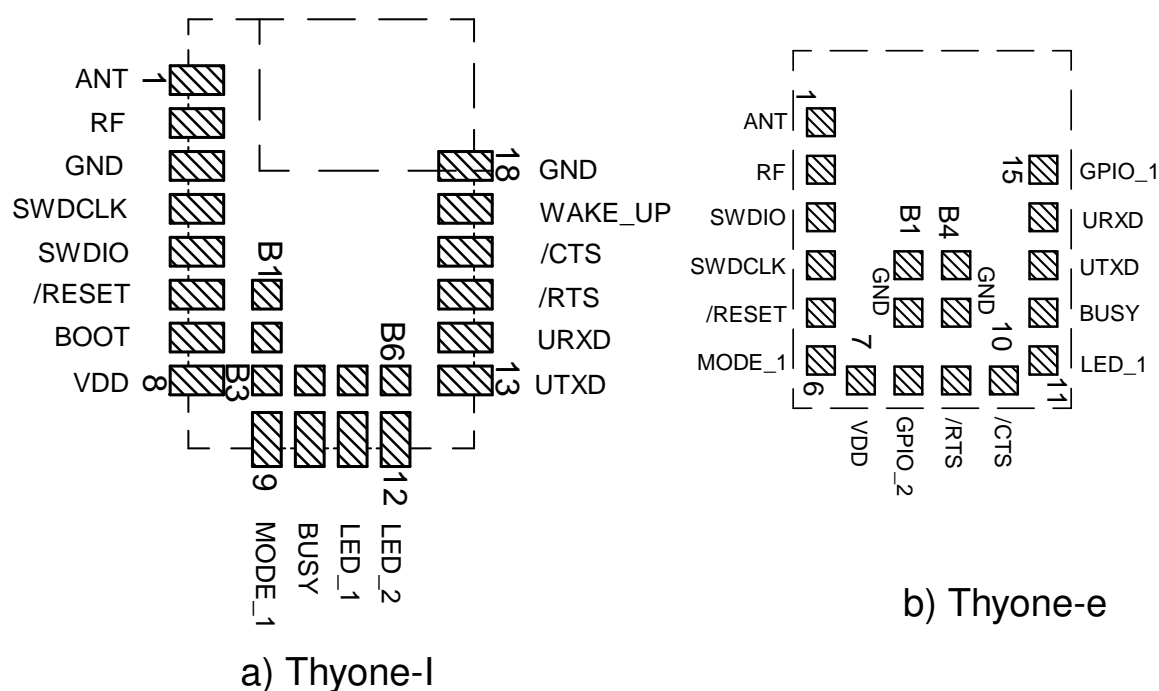 ANT 1
RF
GND
SWDCLK
SWDIO
/RESET
BOOT
VDD 8
B1
B3
B6
18 GND
WAKE_UP
/CTS
/RTS
URXD
13 UTXD
9
12
MODE_1
BUSY
LED_1
LED_2
a) Thyone-I
ANT
1
RF
SWDIO
SWDCLK
/RESET
MODE_1
6
B1
B4
GND
GND
7
10
15 GPIO_1
URXD
UTXD
BUSY
LED_1
11
VDD
GPIO_2
/RTS
/CTS
b) Thyone-e